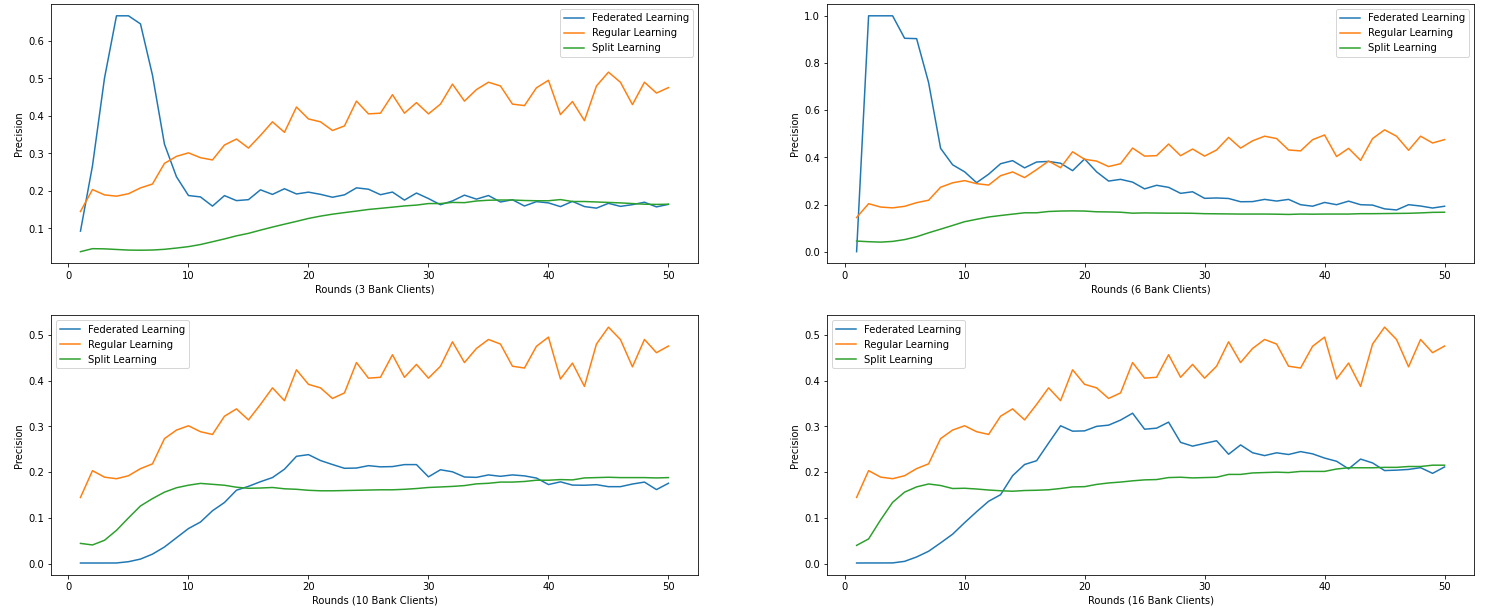 Federated Learning
Regular Learning
Split Learning
0.6
0.5
0.4
0.3
0.2
0.1
Precision
0 10 20 30 40 50
Rounds (3 Bank Clients)
Federated Learning
Regular Learning
Split Learning
1.0
0.8
0.6
0.4
0.2
0.0
Precision
0 10 20 30 40 50
Rounds (6 Bank Clients)
Federated Learning
Regular Learning
Split Learning
0.5
0.4
0.3
0.2
0.1
0.0
Precision
0 10 20 30 40 50
Rounds (10 Bank Clients)
Federated Learning
Regular Learning
Split Learning
0.5
0.4
0.3
0.2
0.1
0.0
Precision
0 10 20 30 40 50
Rounds (16 Bank Clients)